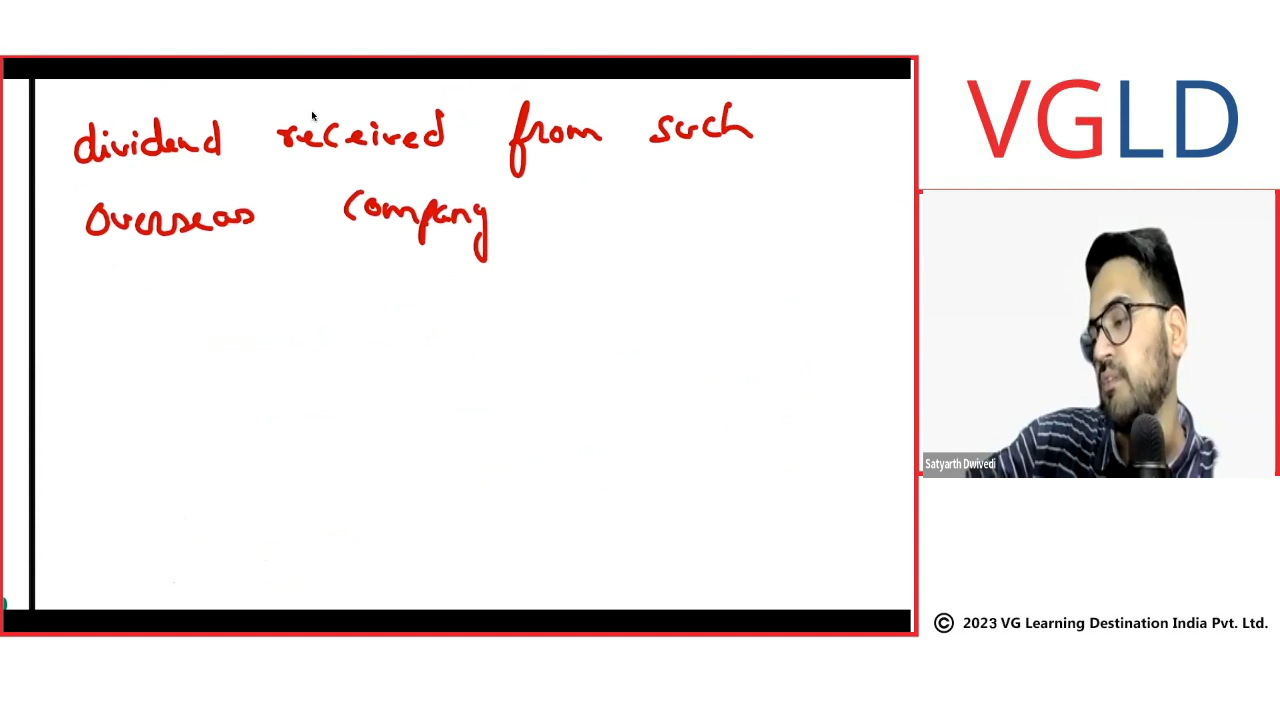 dividend received from such
overseas company
VGLD
Satyarth Dwivedi
© 2023 VG Learning Destination India Pvt. Ltd.